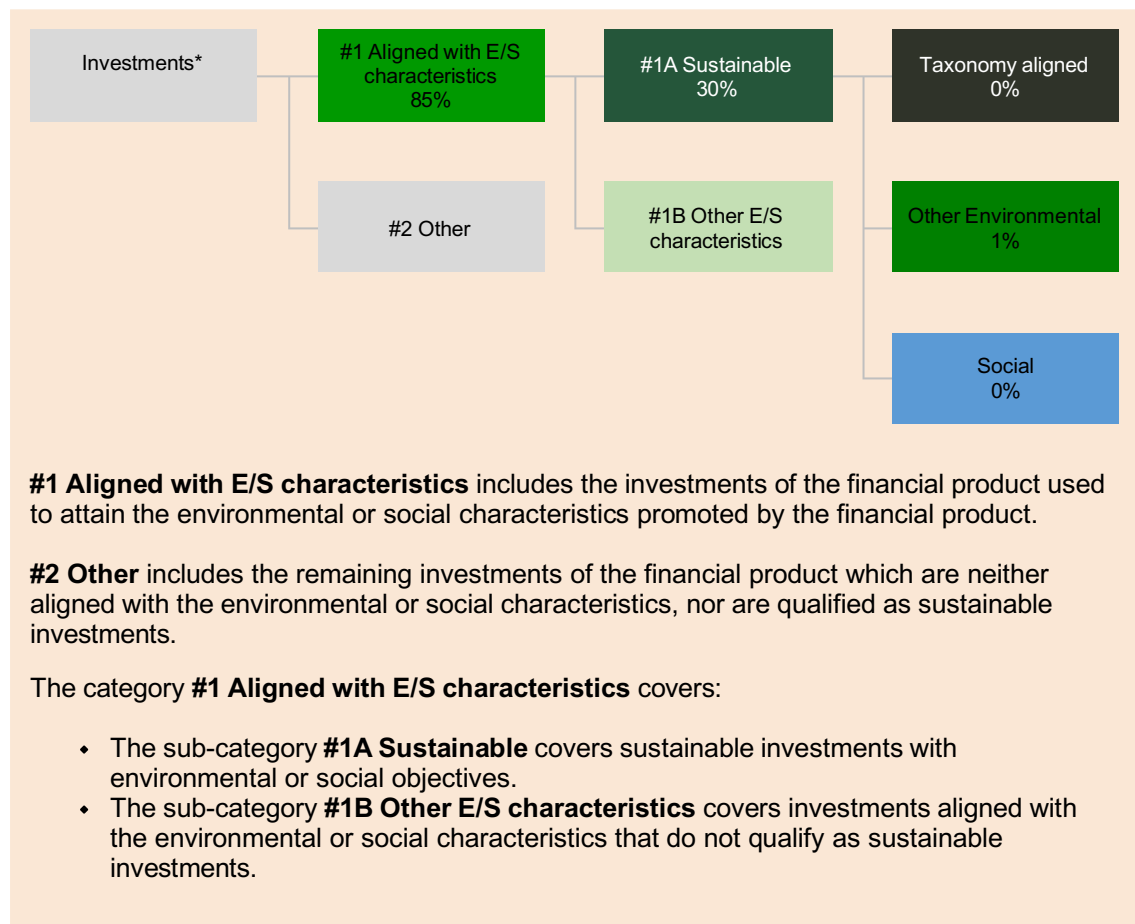 Investments*
#1 Aligned with E/S
characteristics
85%
#1A Sustainable
30%
Taxonomy aligned
0%
#2 Other
#1B Other E/S
characteristics
Other Environmental
1%
Social
0%
#1 Aligned with E/S characteristics includes the investments of the financial product used
to attain the environmental or social characteristics promoted by the financial product.
#2 Other includes the remaining investments of the financial product which are neither
aligned with the environmental or social characteristics, nor are qualified as sustainable
investments.
The category #1 Aligned with E/S characteristics covers:
• The sub-category #1A Sustainable covers sustainable investments with
environmental or social objectives.
• The sub-category #1B Other E/S characteristics covers investments aligned with
the environmental or social characteristics that do not qualify as sustainable
investments.